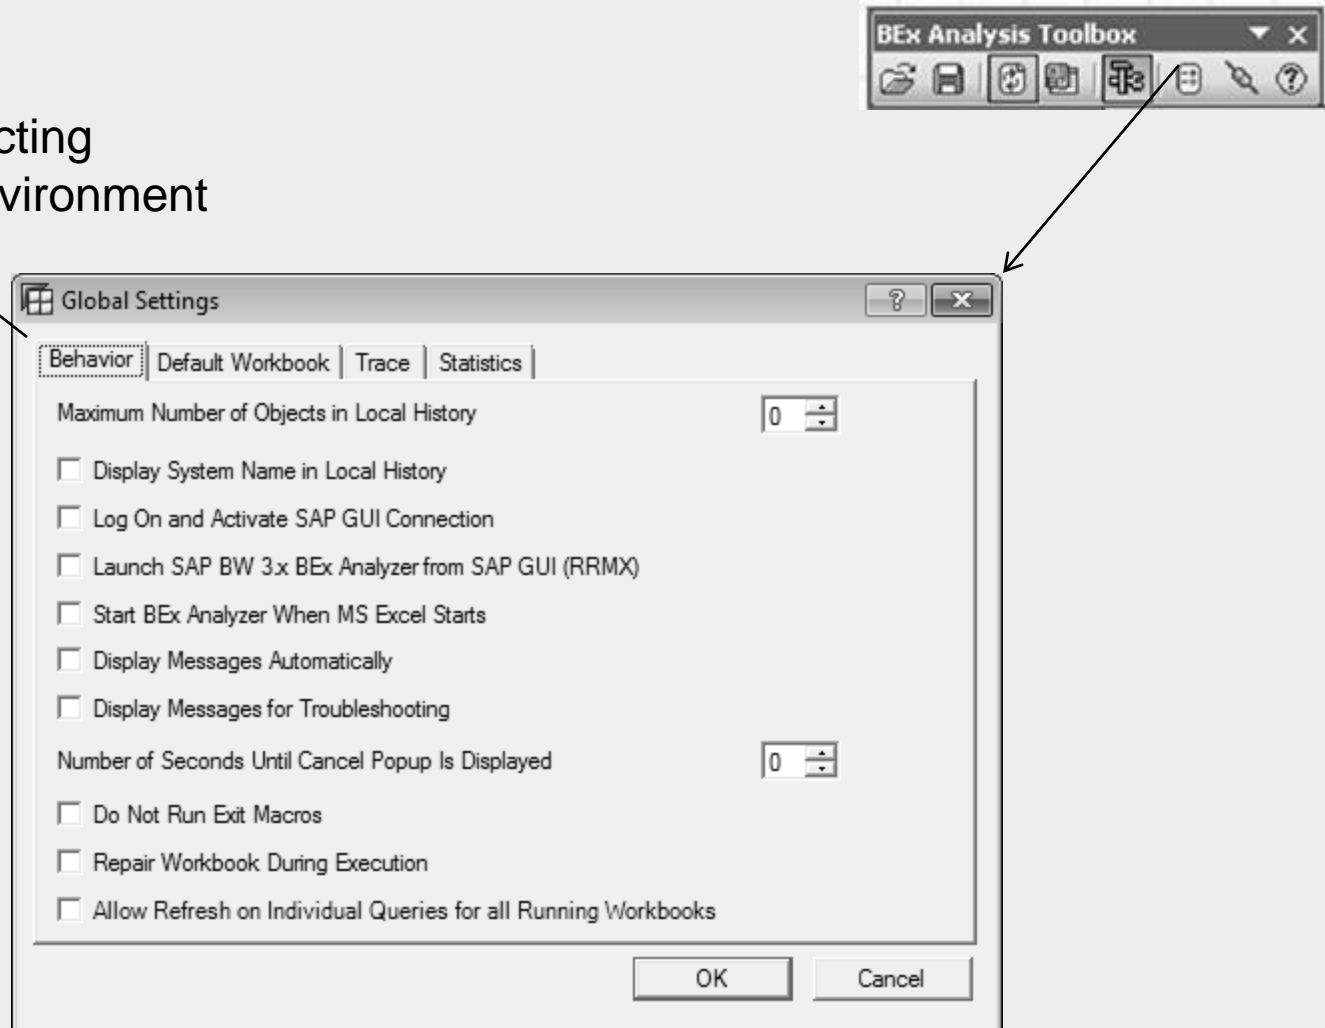 BEx Analysis Toolbox
cting
vironment
Global Settings
Behavior
Default Workbook
Trace
Statistics
Maximum Number of Objects in Local History
0
Display System Name in Local History
Log On and Activate SAP GUI Connection
Launch SAP BW 3.x BEx Analyzer from SAP GUI (RRMX)
Start BEx Analyzer When MS Excel Starts
Display Messages Automatically
Display Messages for Troubleshooting
Number of Seconds Until Cancel Popup Is Displayed
0
Do Not Run Exit Macros
Repair Workbook During Execution
Allow Refresh on Individual Queries for all Running Workbooks
OK
Cancel